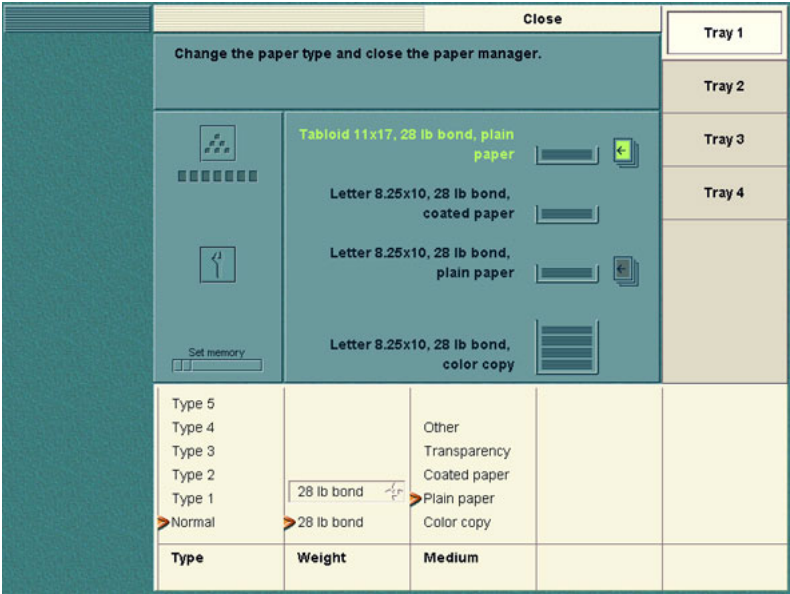 Close
Change the paper type and close the paper manager.
Tray 1
Tray 2
Tray 3
Tray 4
Tabloid 11x17, 28 lb bond, plain
paper
Letter 8.25x10, 28 lb bond,
coated paper
Letter 8.25x10, 28 lb bond,
plain paper
Letter 8.25x10, 28 lb bond,
color copy
Set memory
Type 5
Type 4
Type 3
Type 2
Type 1
Normal
Type
28 lb bond
28 lb bond
Weight
Other
Transparency
Coated paper
Plain paper
Color copy
Medium